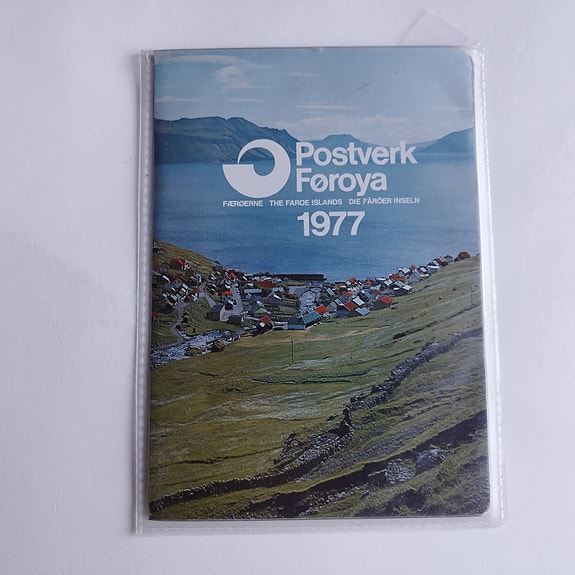 Postverk
Føroya
FÆRØERNE THE FAROE ISLANDS DIE FÄRÖER INSELN
1977